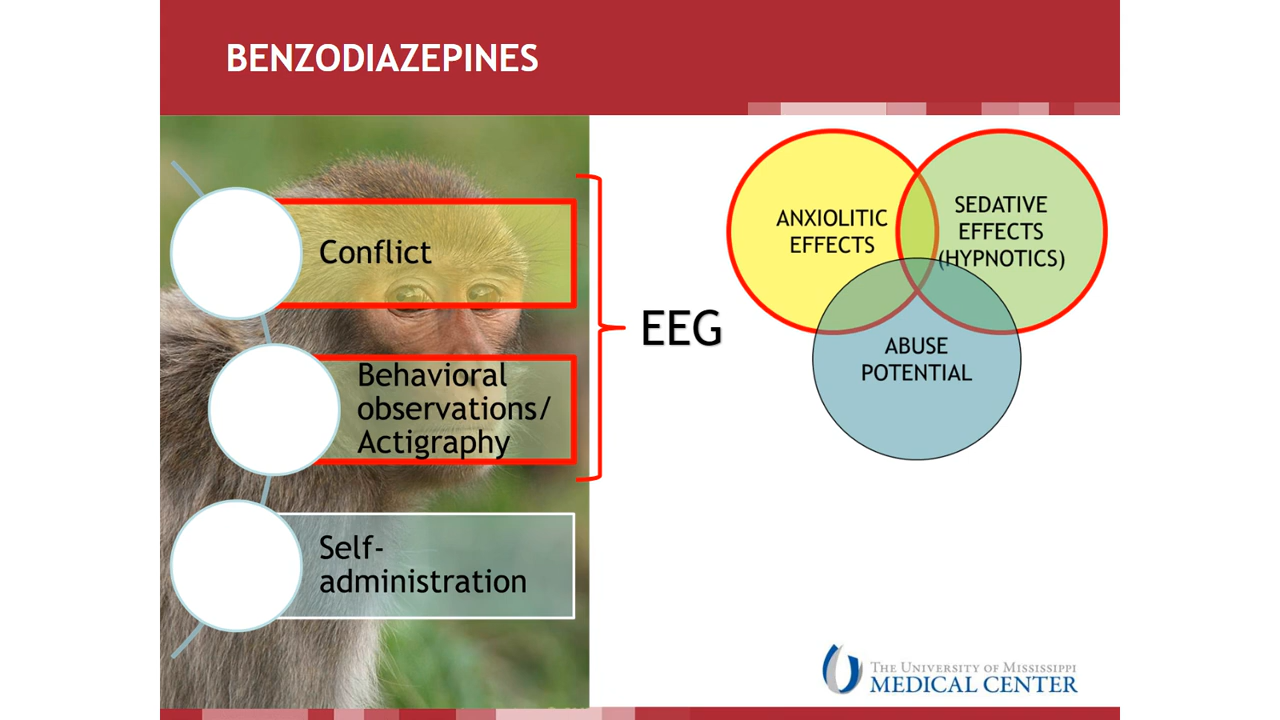 BENZODIAZEPINES
Conflict
Behavioral
observations/
Actigraphy
Self-
administration
EEG
ANXIOLITIC
EFFECTS
SEDATIVE
EFFECTS
(HYPNOTICS)
ABUSE
POTENTIAL
THE UNIVERSITY OF MISSISSIPPI
MEDICAL CENTER